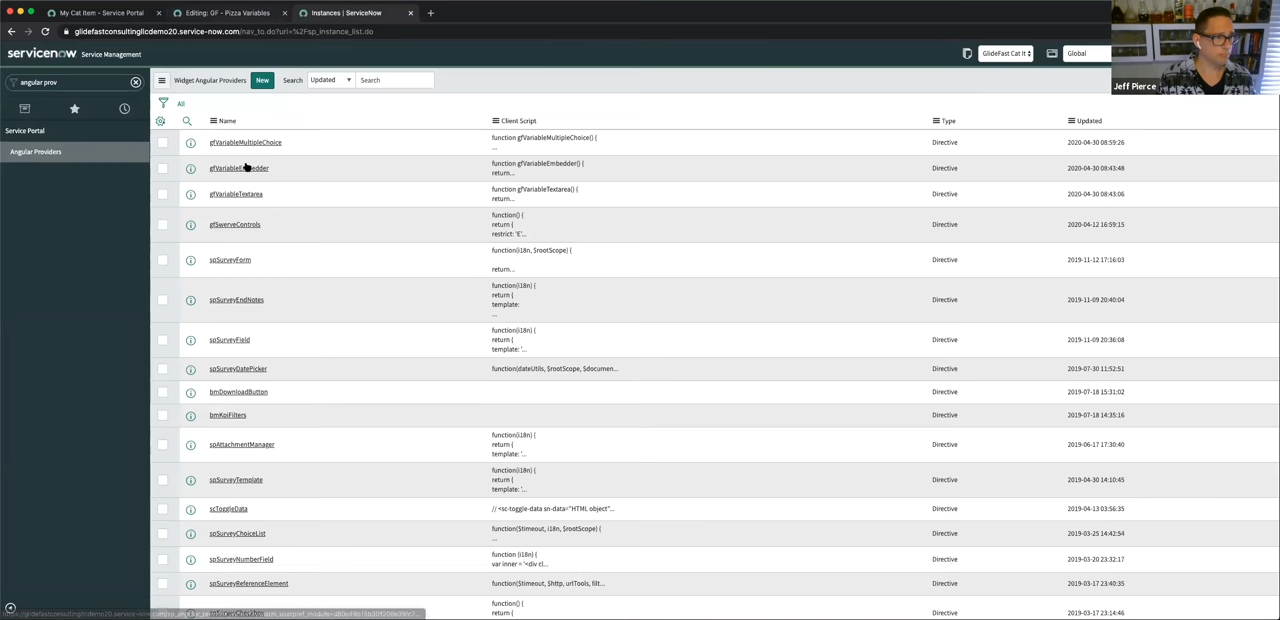 My Cat Item - Service Portal
Editing: GF - Pizza Variables
Instances | ServiceNow
glidefastconsultingllcdemo20.service-now.com/nav_to.do?uri=%2Fsp_instance_list.do
servicenow Service Management
GlideFast Cat It
Global
Jeff Pierce
angular prov
Widget Angular Providers New Search Updated Search
All
Service Portal
Angular Providers
Name Client Script Type Updated
gfVariableMultipleChoice function gfVariableMultipleChoice() { Directive 2020-04-30 08:59:26
...
gfVariableEmbedder function gfVariableEmbedder() { Directive 2020-04-30 08:43:48
return...
gfVariableTextarea function gfVariableTextarea() { Directive 2020-04-30 08:43:06
return...
function() {
gfSwerveControls return { Directive 2020-04-12 16:59:15
restrict: 'E'...
function(i18n, $rootScope) {
spSurveyForm Directive 2019-11-12 17:16:03
return...
function(i18n) {
return {
spSurveyEndNotes Directive 2019-11-09 20:40:04
template:
...
function(i18n) {
spSurveyField return { Directive 2019-11-09 20:36:08
template: '...
spSurveyDatePicker function(dateUtils, $rootScope, $documen... Directive 2019-07-30 11:52:51
bmDownloadButton Directive 2019-07-18 15:31:02
bmKpiFilters Directive 2019-07-18 14:35:16
function(i18n) {
spAttachmentManager return { Directive 2019-06-17 17:30:40
template: '...
function(i18n) {
spSurveyTemplate return { Directive 2019-04-30 14:10:45
template: '...
scToggleData // <sc-toggle-data sn-data="HTML object"... Directive 2019-04-13 03:56:35
spSurveyChoiceList function($timeout, i18n, $rootScope) { Directive 2019-03-25 14:42:54
...
spSurveyNumberField function (i18n) { Directive 2019-03-20 23:32:17
var inner = '<div cl...
spSurveyReferenceElement function($timeout, $http, urlTools, filt... Directive 2019-03-17 23:40:35
function() {
Directive 2019-03-17 23:14:46
return {